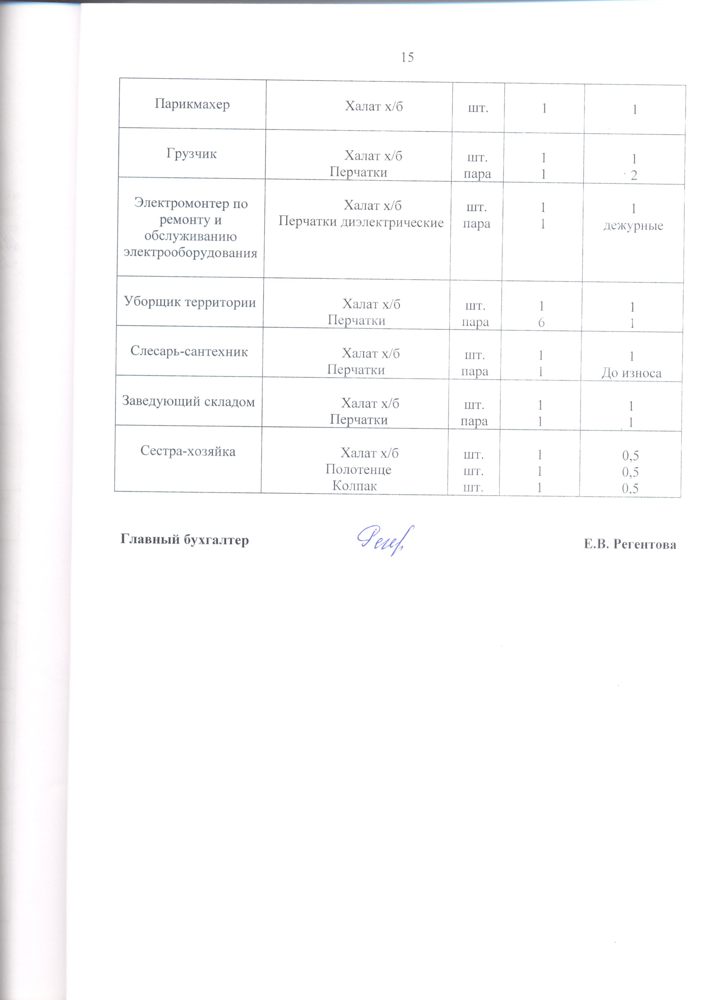 15
Парикмахер Халат х/б шт. 1 1
Грузчик Халат х/б шт. 1 1
Перчатки пара 1 2
Электромонтер по Халат х/б шт. 1 1
ремонту и Перчатки диэлектрические пара 1 дежурные
обслуживанию
электрооборудования
Уборщик территории Халат х/б шт. 1 1
Перчатки пара 6 1
Слесарь-сантехник Халат х/б шт. 1 1
Перчатки пара 1 До износа
Заведующий складом Халат х/б шт. 1 1
Перчатки пара 1 1
Сестра-хозяйка Халат х/б шт. 1 0,5
Полотенце шт. 1 0,5
Колпак шт. 1 0,5
Главный бухгалтер Е.В. Регентова